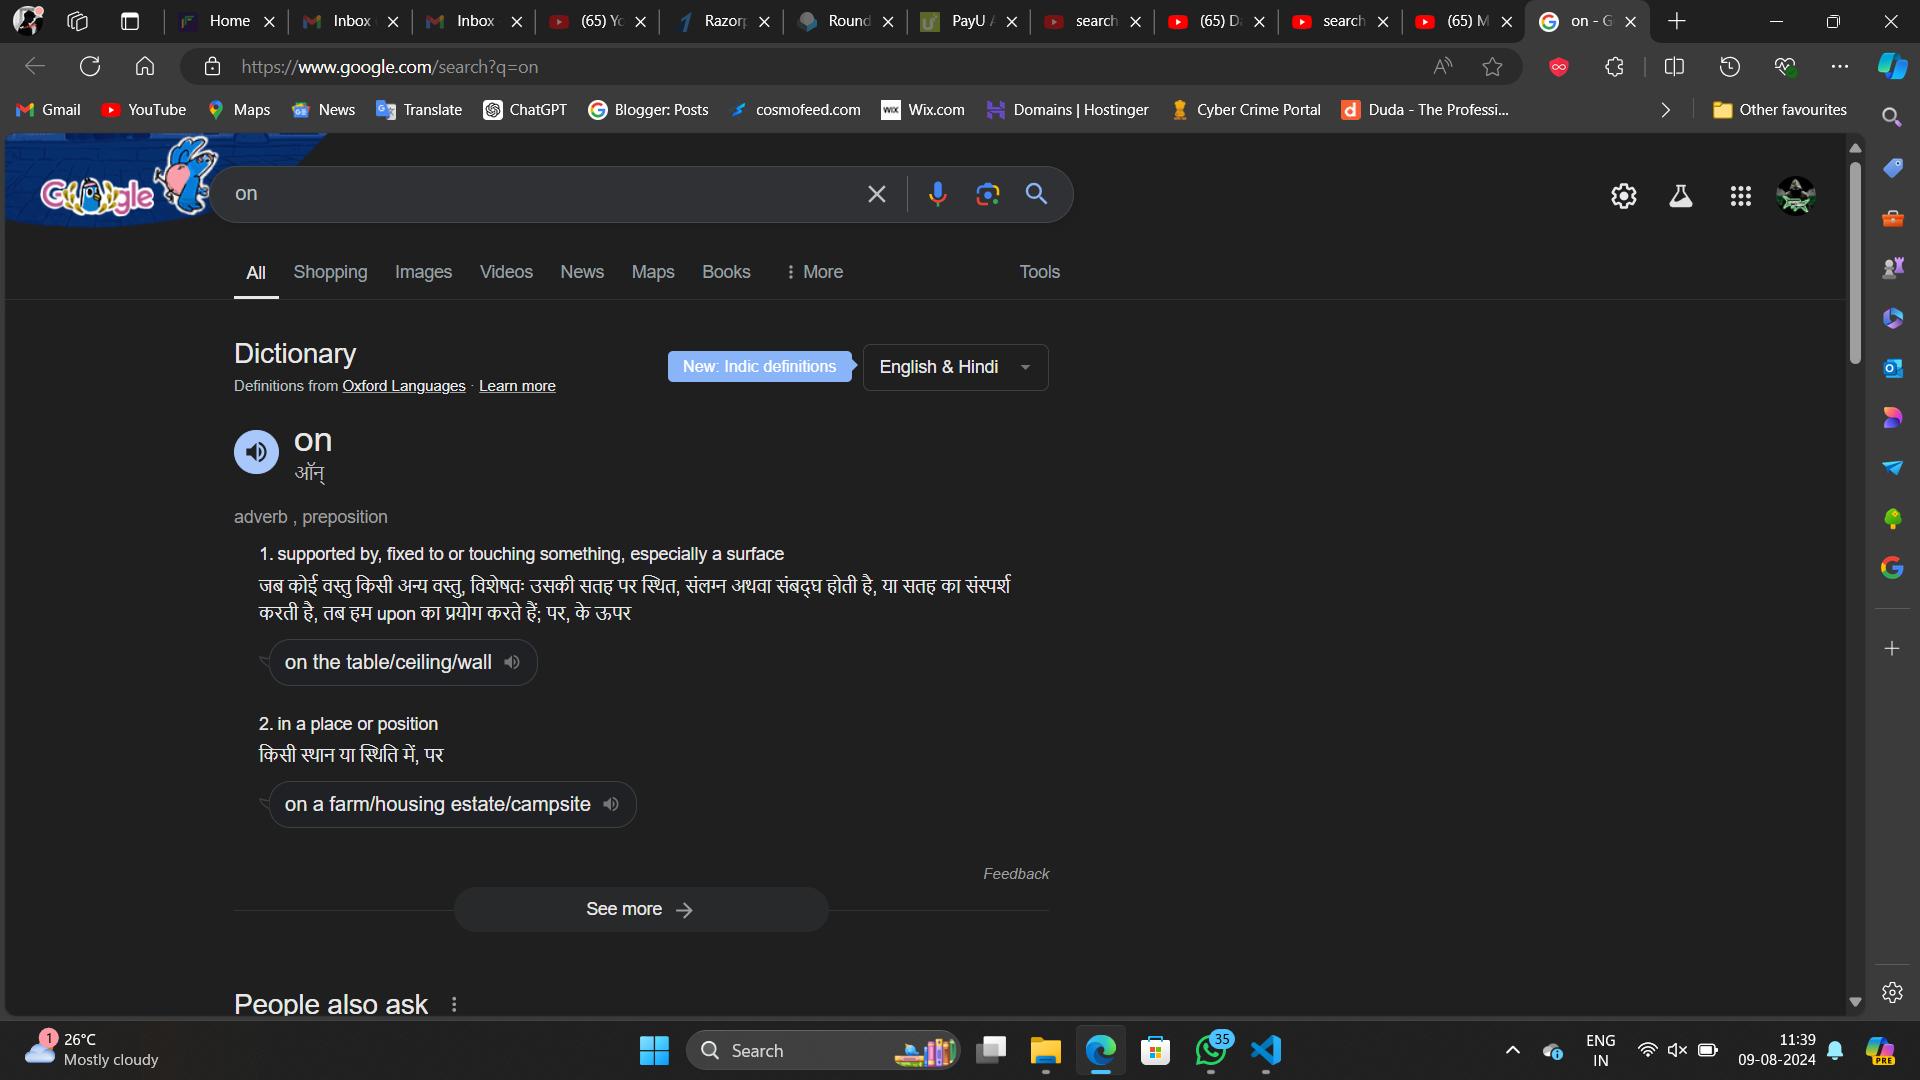 Home
Inbox
Inbox
(65) Yo
Razorp
Round
PayU A
search
(65) D
search
(65) M
on - G
https://www.google.com/search?q=on
Gmail
YouTube
Maps
News
Translate
ChatGPT
Blogger: Posts
cosmofeed.com
WiX
Wix.com
Domains | Hostinger
Cyber Crime Portal
Duda - The Professi...
Other favourites
Google
on
All
Shopping
Images
Videos
News
Maps
Books
More
Tools
Dictionary
Definitions from Oxford Languages · Learn more
New: Indic definitions
English & Hindi
on
ऑन्
adverb , preposition
1. supported by, fixed to or touching something, especially a surface
जब कोई वस्तु किसी अन्य वस्तु, विशेषतः उसकी सतह पर स्थित, संलग्न अथवा संबद्घ होती है, या सतह का संस्पर्श
करती है, तब हम upon का प्रयोग करते हैं; पर, के ऊपर
on the table/ceiling/wall
2. in a place or position
किसी स्थान या स्थिति में, पर
on a farm/housing estate/campsite
Feedback
See more
People also ask
1
26°C
Mostly cloudy
Search
35
ENG
IN
11:39
09-08-2024
PRE